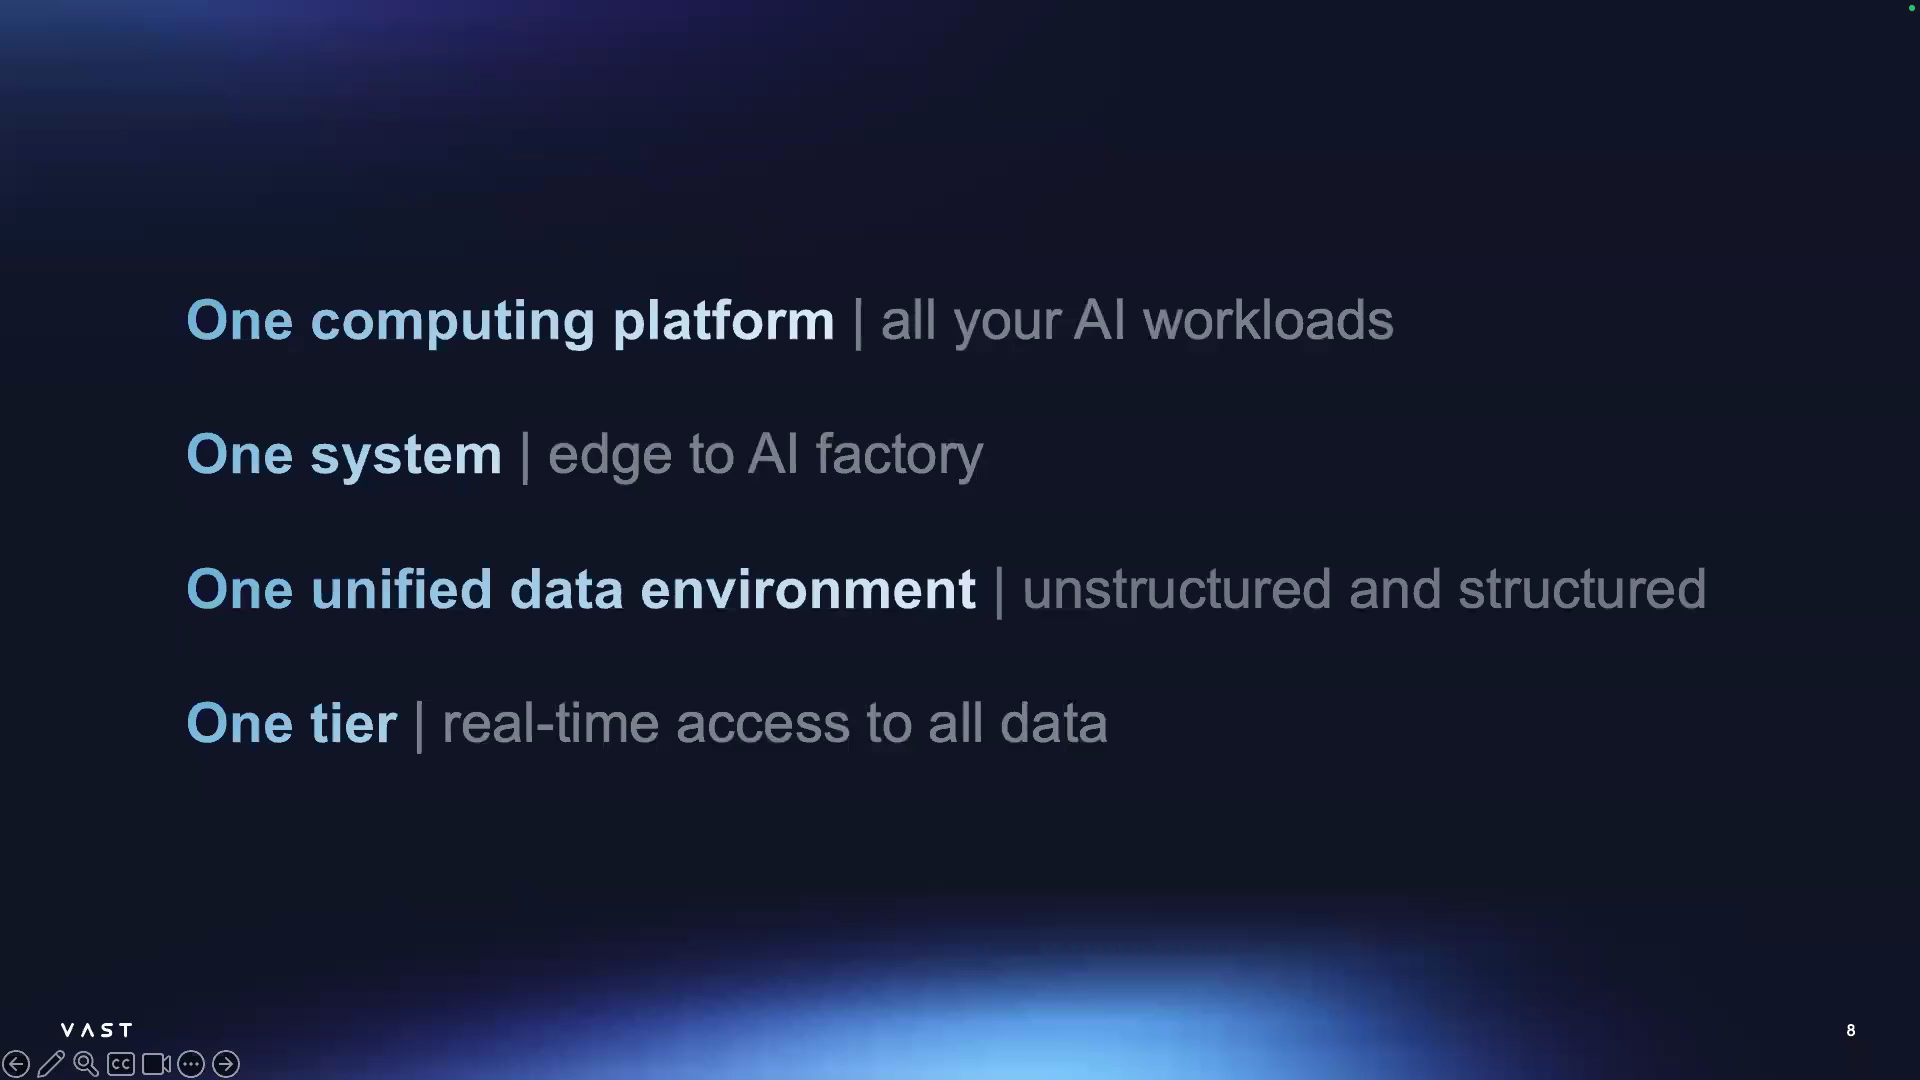 One computing platform | all your AI workloads
One system | edge to AI factory
One unified data environment | unstructured and structured
One tier | real-time access to all data
VAST
8
CC